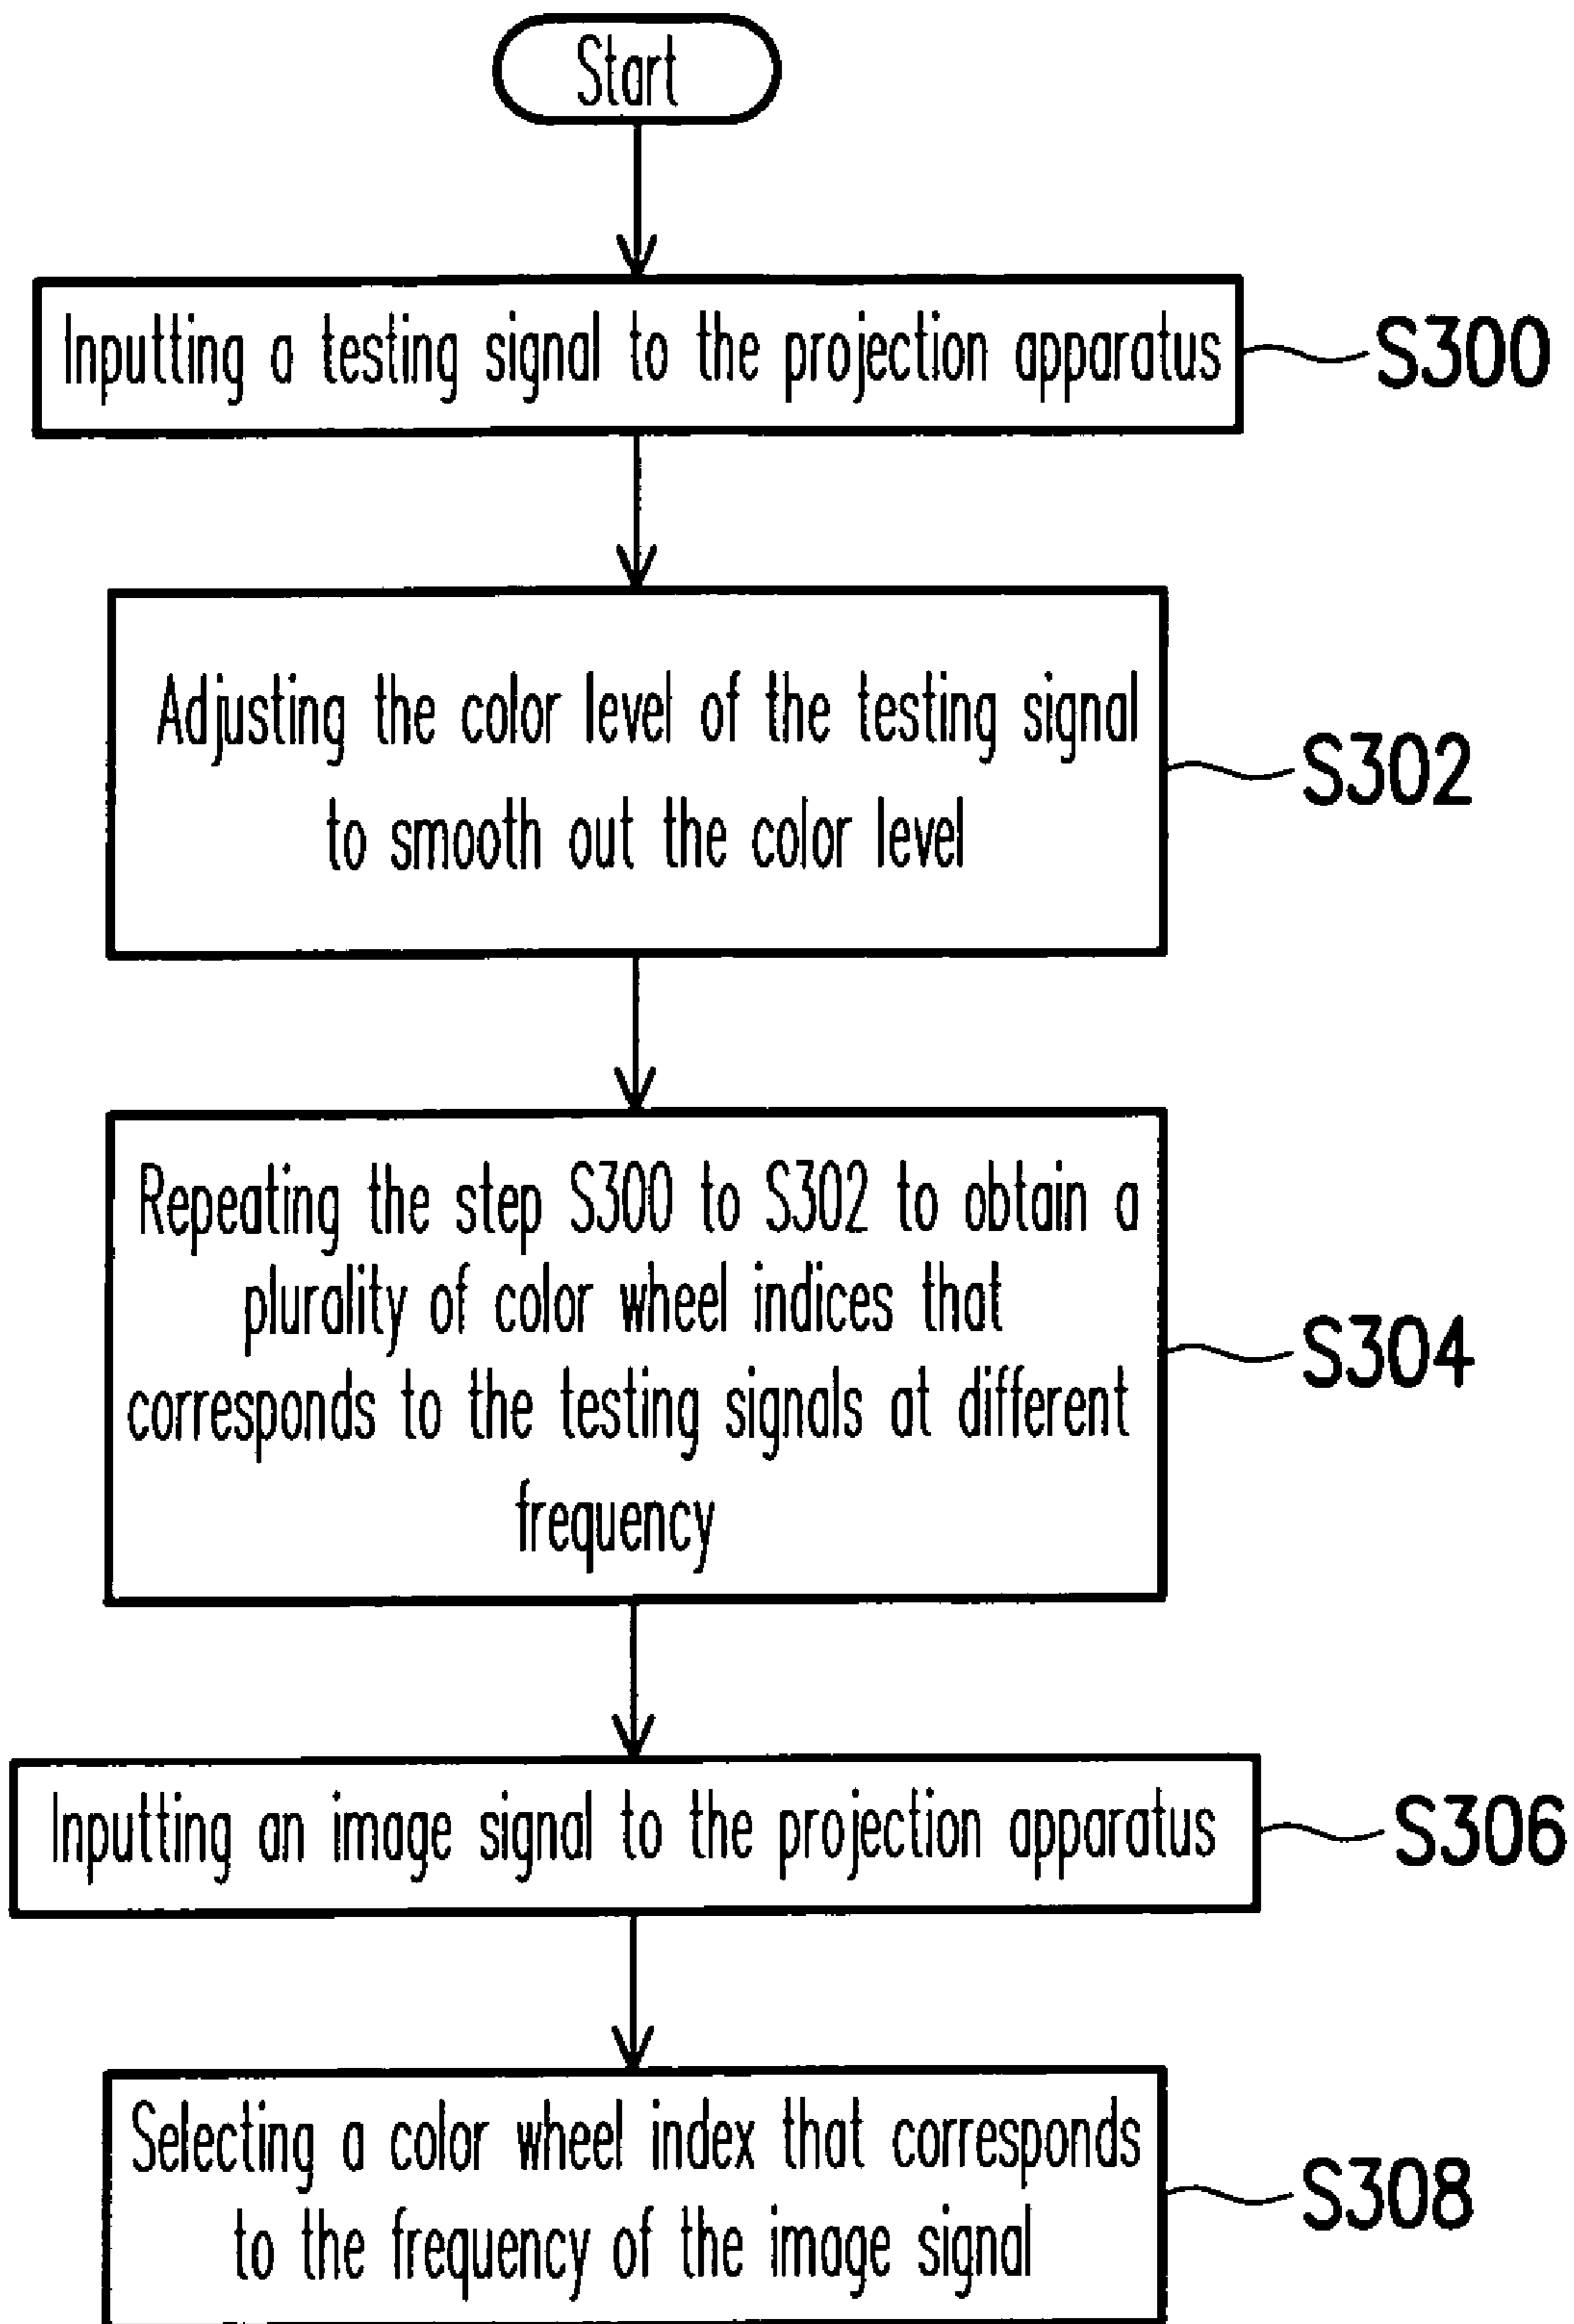 Start
Inputting a testing signal to the projection apparatus
S300
Adjusting the color level of the testing signal
to smooth out the color level
S302
Repeating the step S300 to S302 to obtain a
plurality of color wheel indices that
corresponds to the testing signals at different
frequency
S304
Inputting an image signal to the projection apparatus
S306
Selecting a color wheel index that corresponds
to the frequency of the image signal
S308